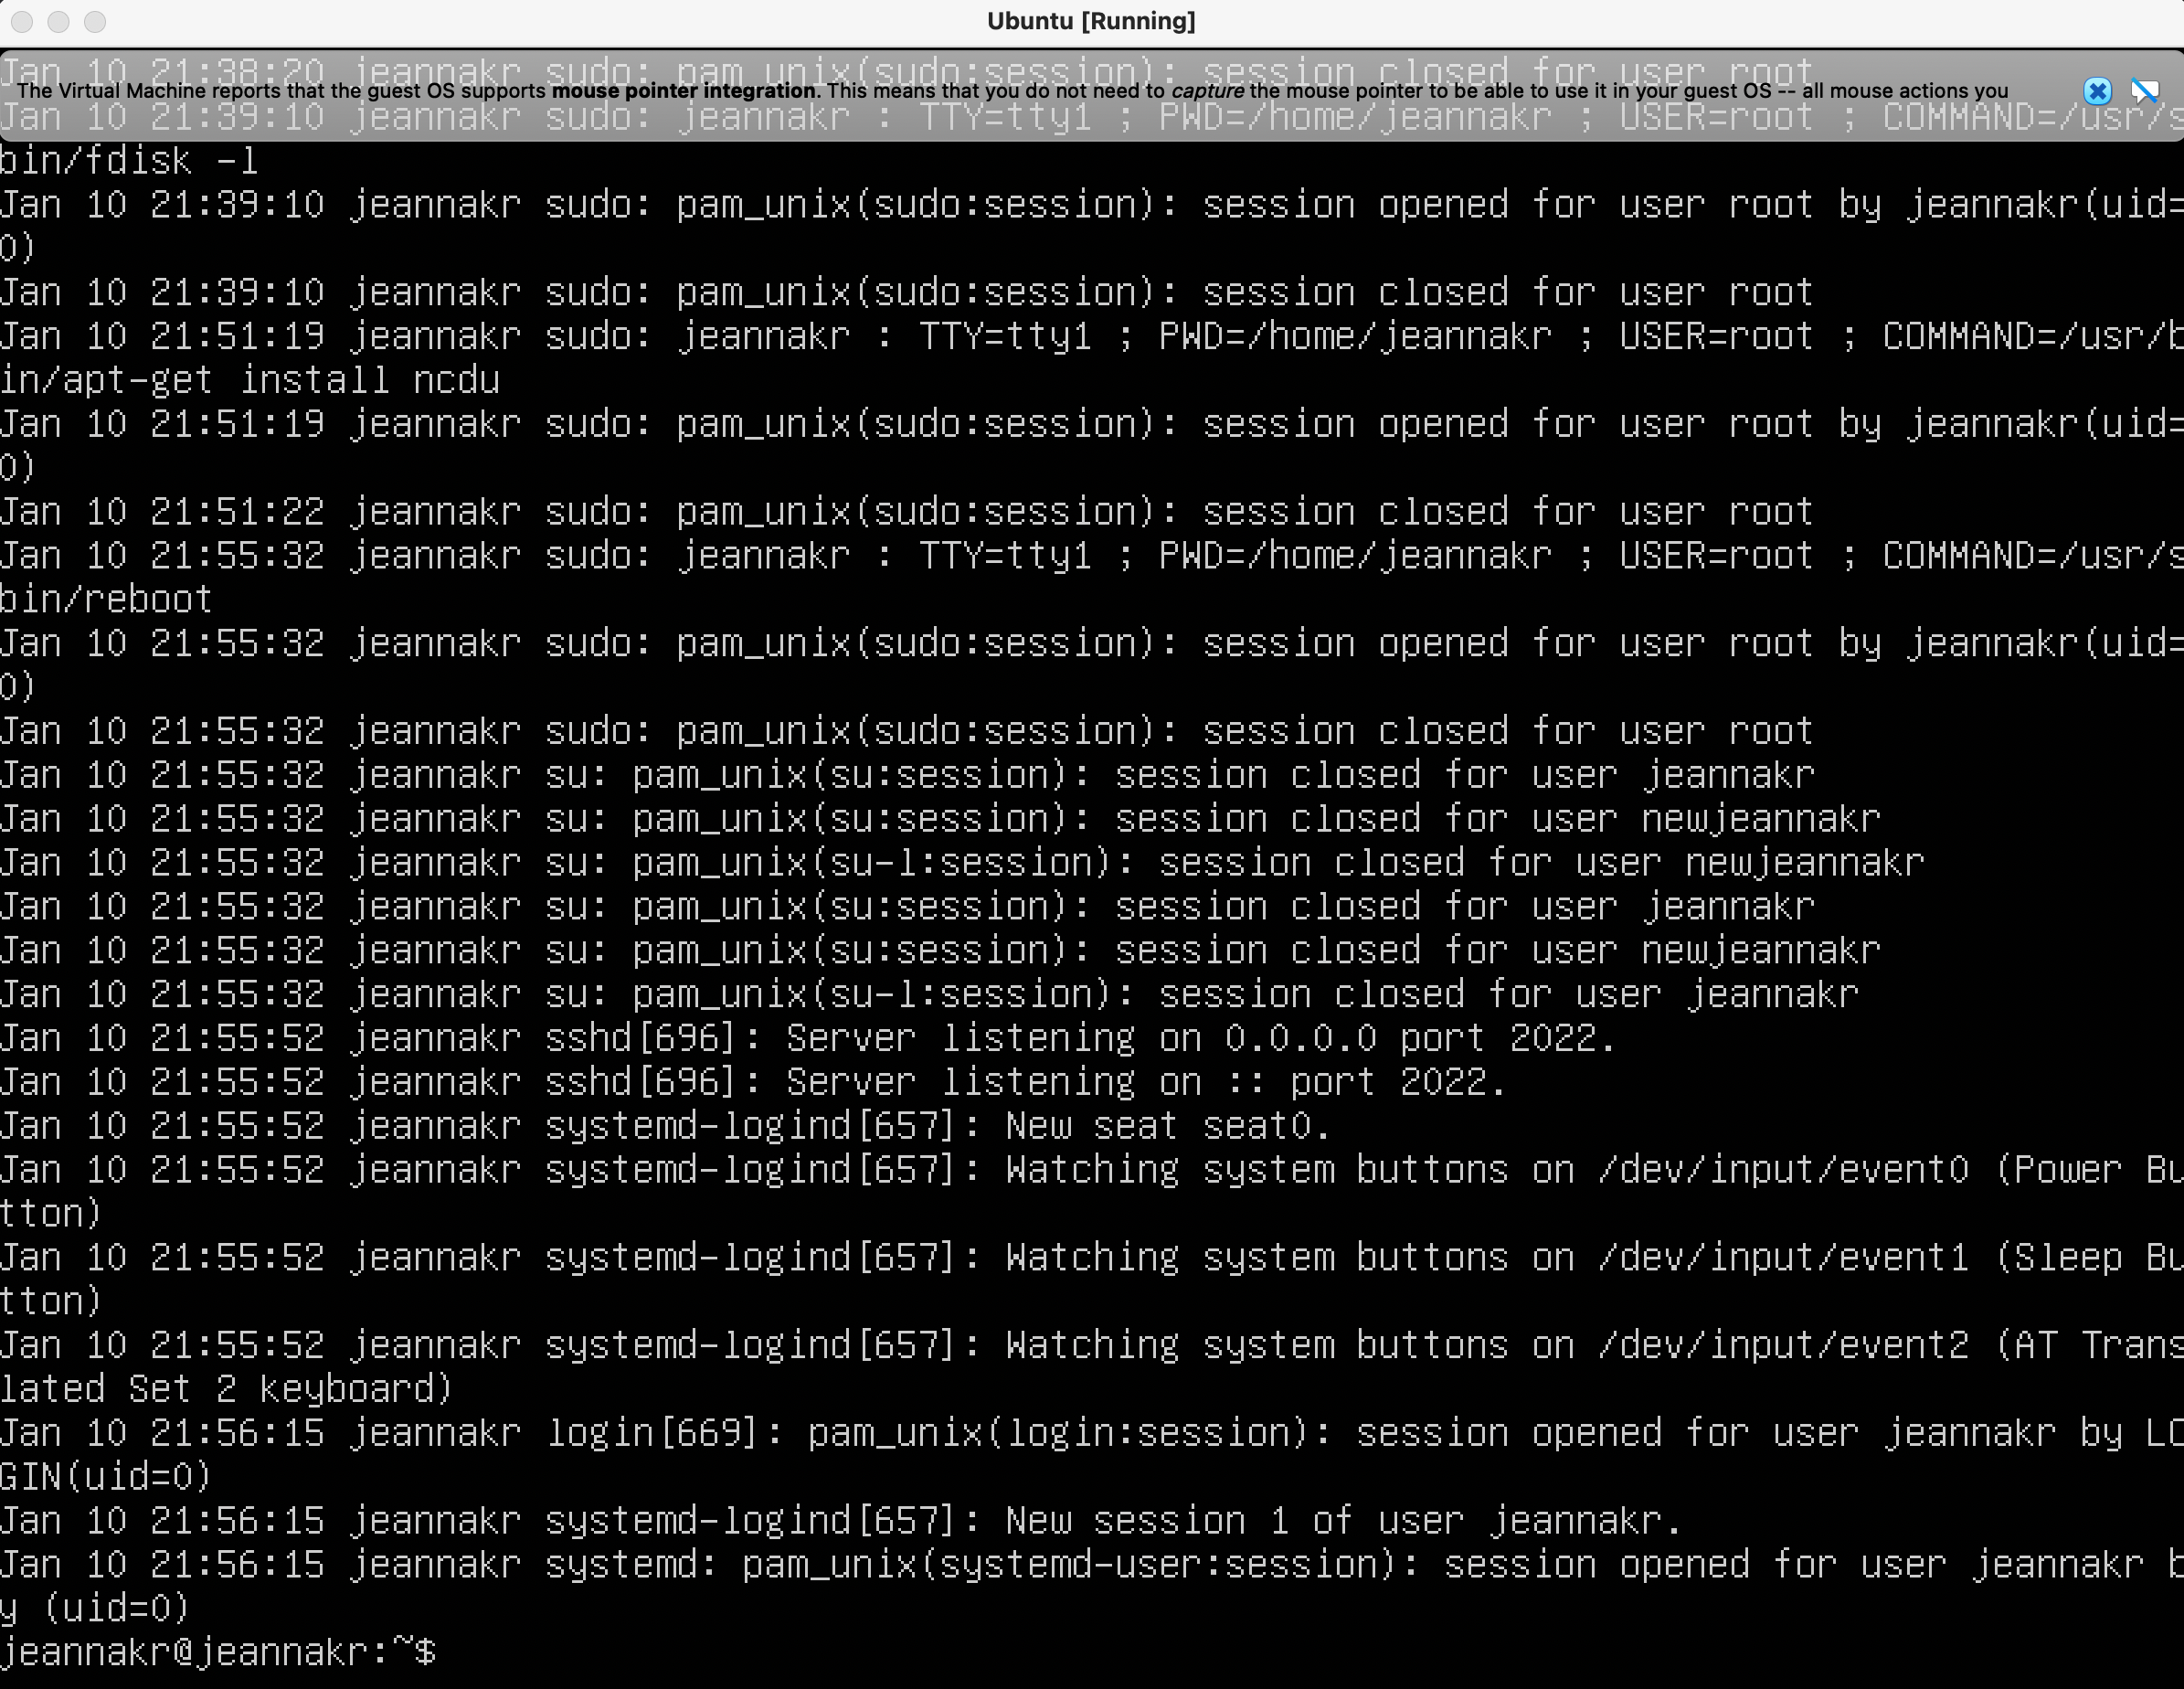 Ubuntu [Running]
Jan 10 21:38:20 jeannakr sudo: pam_unix(sudo:session): session closed for user root
The Virtual Machine reports that the guest OS supports mouse pointer integration. This means that you do not need to capture the mouse pointer to be able to use it in your guest OS -- all mouse actions you
Jan 10 21:39:10 jeannakr sudo: jeannakr : TTY=tty1 ; PWD=/home/jeannakr ; USER=root ; COMMAND=/usr/s
bin/fdisk -l
Jan 10 21:39:10 jeannakr sudo: pam_unix(sudo:session): session opened for user root by jeannakr(uid=
0)
Jan 10 21:39:10 jeannakr sudo: pam_unix(sudo:session): session closed for user root
Jan 10 21:51:19 jeannakr sudo: jeannakr : TTY=tty1 ; PWD=/home/jeannakr ; USER=root ; COMMAND=/usr/b
in/apt-get install ncdu
Jan 10 21:51:19 jeannakr sudo: pam_unix(sudo:session): session opened for user root by jeannakr(uid=
0)
Jan 10 21:51:22 jeannakr sudo: pam_unix(sudo:session): session closed for user root
Jan 10 21:55:32 jeannakr sudo: jeannakr : TTY=tty1 ; PWD=/home/jeannakr ; USER=root ; COMMAND=/usr/s
bin/reboot
Jan 10 21:55:32 jeannakr sudo: pam_unix(sudo:session): session opened for user root by jeannakr(uid=
0)
Jan 10 21:55:32 jeannakr sudo: pam_unix(sudo:session): session closed for user root
Jan 10 21:55:32 jeannakr su: pam_unix(su:session): session closed for user jeannakr
Jan 10 21:55:32 jeannakr su: pam_unix(su:session): session closed for user newjeannakr
Jan 10 21:55:32 jeannakr su: pam_unix(su-l:session): session closed for user newjeannakr
Jan 10 21:55:32 jeannakr su: pam_unix(su:session): session closed for user jeannakr
Jan 10 21:55:32 jeannakr su: pam_unix(su:session): session closed for user newjeannakr
Jan 10 21:55:32 jeannakr su: pam_unix(su-l:session): session closed for user jeannakr
Jan 10 21:55:52 jeannakr sshd[696]: Server listening on 0.0.0.0 port 2022.
Jan 10 21:55:52 jeannakr sshd[696]: Server listening on :: port 2022.
Jan 10 21:55:52 jeannakr systemd-logind[657]: New seat seat0.
Jan 10 21:55:52 jeannakr systemd-logind[657]: Watching system buttons on /dev/input/event0 (Power Bu
tton)
Jan 10 21:55:52 jeannakr systemd-logind[657]: Watching system buttons on /dev/input/event1 (Sleep Bu
tton)
Jan 10 21:55:52 jeannakr systemd-logind[657]: Watching system buttons on /dev/input/event2 (AT Trans
lated Set 2 keyboard)
Jan 10 21:56:15 jeannakr login[669]: pam_unix(login:session): session opened for user jeannakr by LO
GIN(uid=0)
Jan 10 21:56:15 jeannakr systemd-logind[657]: New session 1 of user jeannakr.
Jan 10 21:56:15 jeannakr systemd: pam_unix(systemd-user:session): session opened for user jeannakr b
y (uid=0)
jeannakr@jeannakr:~$